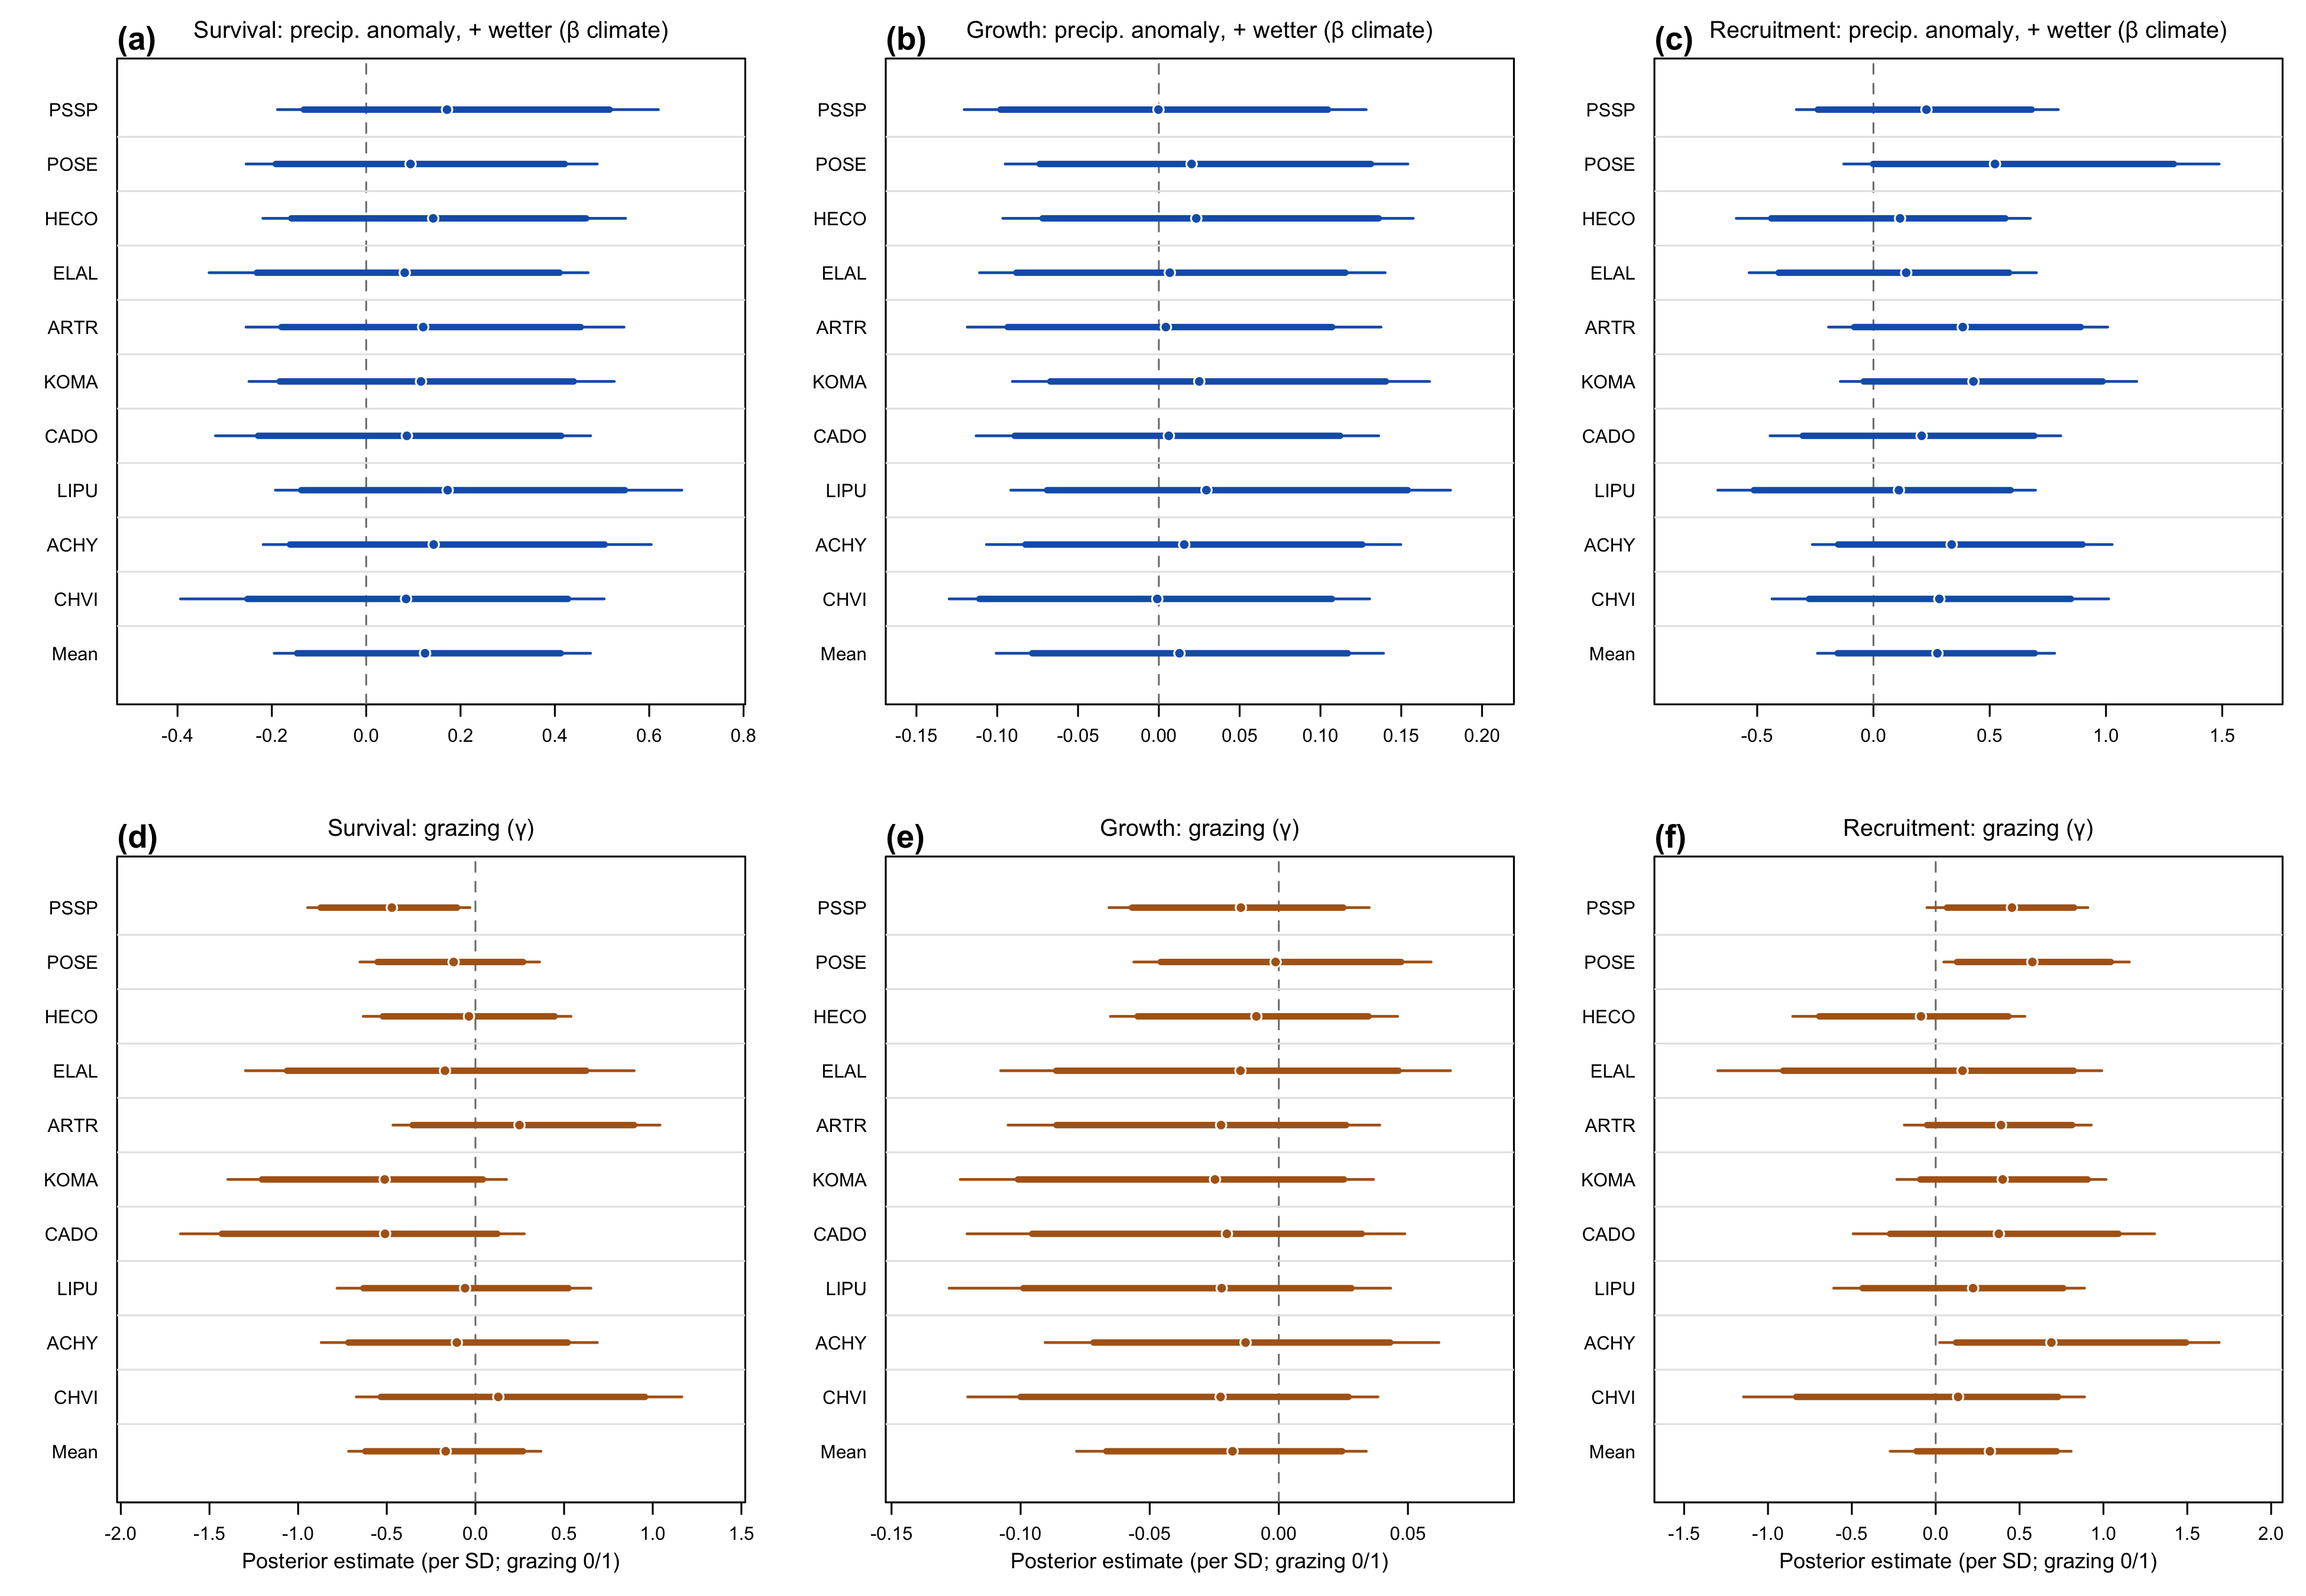 (a) Survival: precip. anomaly, + wetter (β climate)
PSSP
POSE
HECO
ELAL
ARTR
KOMA
CADO
LIPU
ACHY
CHVI
Mean
-0.4 -0.2 0.0 0.2 0.4 0.6 0.8
(b) Growth: precip. anomaly, + wetter (β climate)
PSSP
POSE
HECO
ELAL
ARTR
KOMA
CADO
LIPU
ACHY
CHVI
Mean
-0.15 -0.10 -0.05 0.00 0.05 0.10 0.15 0.20
(c) Recruitment: precip. anomaly, + wetter (β climate)
PSSP
POSE
HECO
ELAL
ARTR
KOMA
CADO
LIPU
ACHY
CHVI
Mean
-0.5 0.0 0.5 1.0 1.5
(d) Survival: grazing (γ)
PSSP
POSE
HECO
ELAL
ARTR
KOMA
CADO
LIPU
ACHY
CHVI
Mean
-2.0 -1.5 -1.0 -0.5 0.0 0.5 1.0 1.5
Posterior estimate (per SD; grazing 0/1)
(e) Growth: grazing (γ)
PSSP
POSE
HECO
ELAL
ARTR
KOMA
CADO
LIPU
ACHY
CHVI
Mean
-0.15 -0.10 -0.05 0.00 0.05
Posterior estimate (per SD; grazing 0/1)
(f) Recruitment: grazing (γ)
PSSP
POSE
HECO
ELAL
ARTR
KOMA
CADO
LIPU
ACHY
CHVI
Mean
-1.5 -1.0 -0.5 0.0 0.5 1.0 1.5 2.0
Posterior estimate (per SD; grazing 0/1)